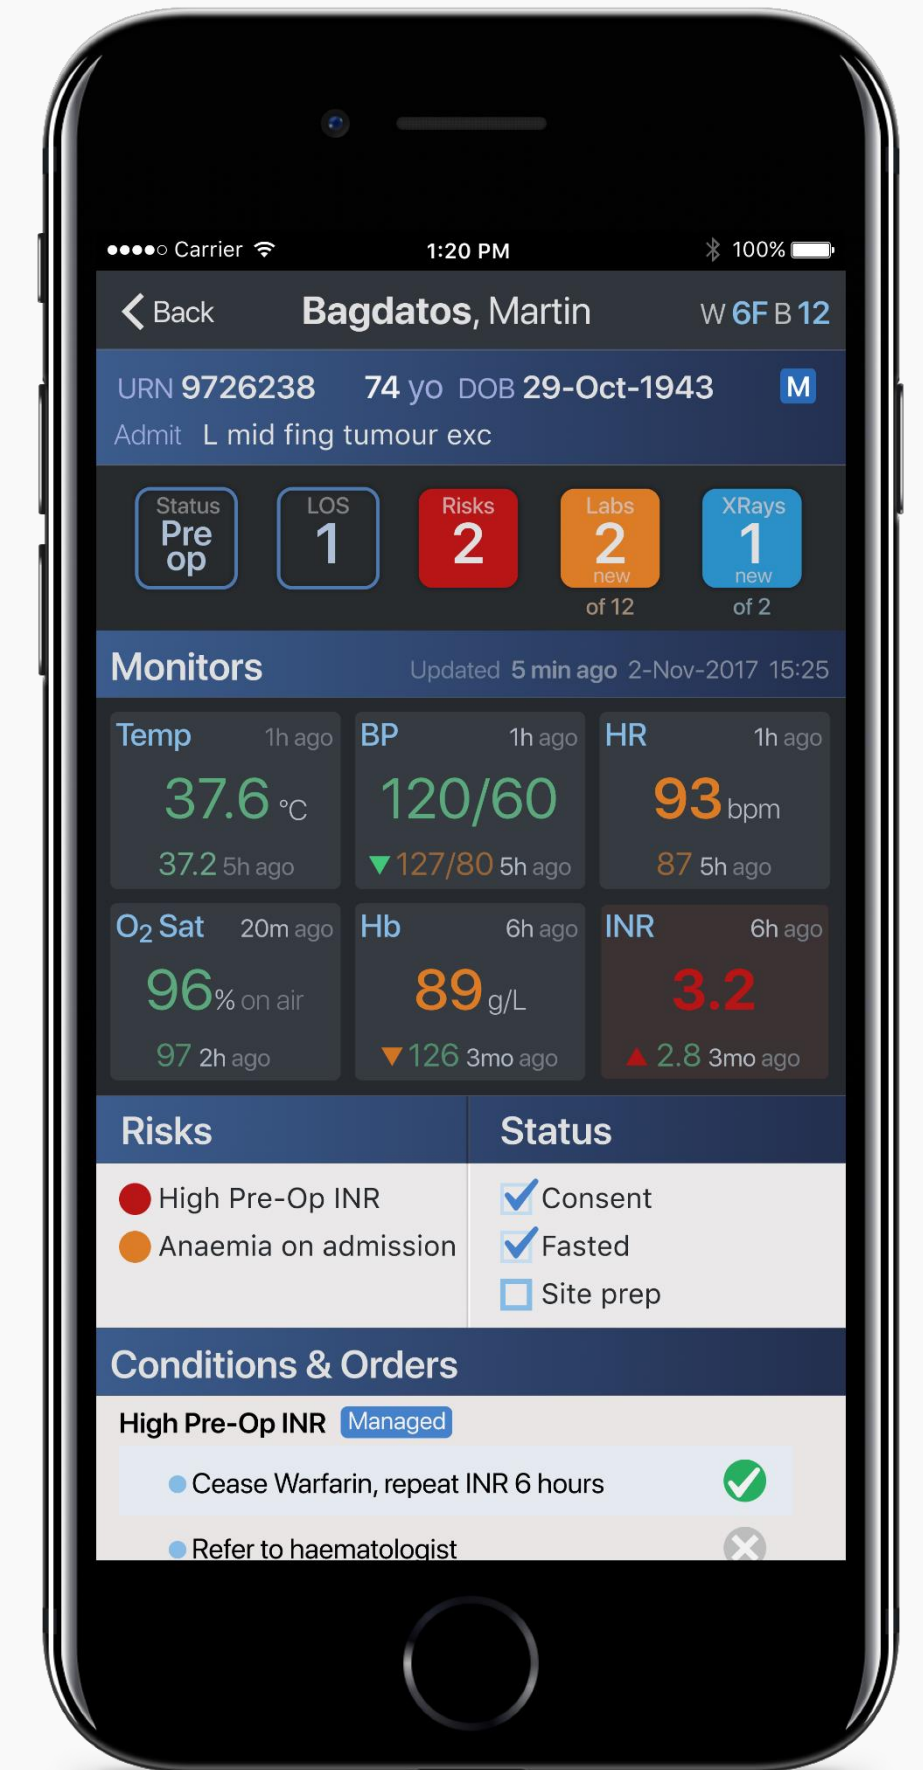 Carrier 1:20 PM 100%
Back Bagdatos, Martin W 6F B 12
URN 9726238 74 yo DOB 29-Oct-1943 M
Admit L mid fing tumour exc
Status LOS Risks Labs XRays
Pre op 1 2 2 1
new new
of 12 of 2
Monitors Updated 5 min ago 2-Nov-2017 15:25
Temp 1h ago BP 1h ago HR 1h ago
37.6 °C 120/60 93 bpm
37.2 5h ago ▼127/80 5h ago 87 5h ago
O₂ Sat 20m ago Hb 6h ago INR 6h ago
96% on air 89 g/L 3.2
97 2h ago ▼126 3mo ago ▲ 2.8 3mo ago
Risks Status
High Pre-Op INR Consent
Anaemia on admission Fasted
Site prep
Conditions & Orders
High Pre-Op INR Managed
Cease Warfarin, repeat INR 6 hours
Refer to haematologist